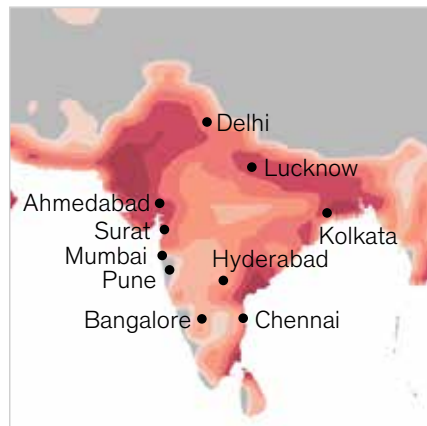 Delhi
Lucknow
Ahmedabad
Kolkata
Surat
Mumbai
Hyderabad
Pune
Bangalore
Chennai